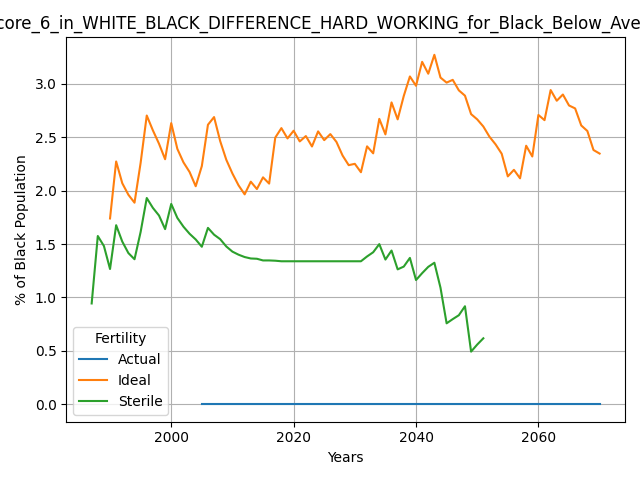 core_6_in_WHITE_BLACK_DIFFERENCE_HARD_WORKING_for_Black_Below_Ave
3.0
2.5
2.0
1.5
1.0
0.5
0.0
% of Black Population
Fertility
Actual
Ideal
Sterile
2000
2020
2040
2060
Years